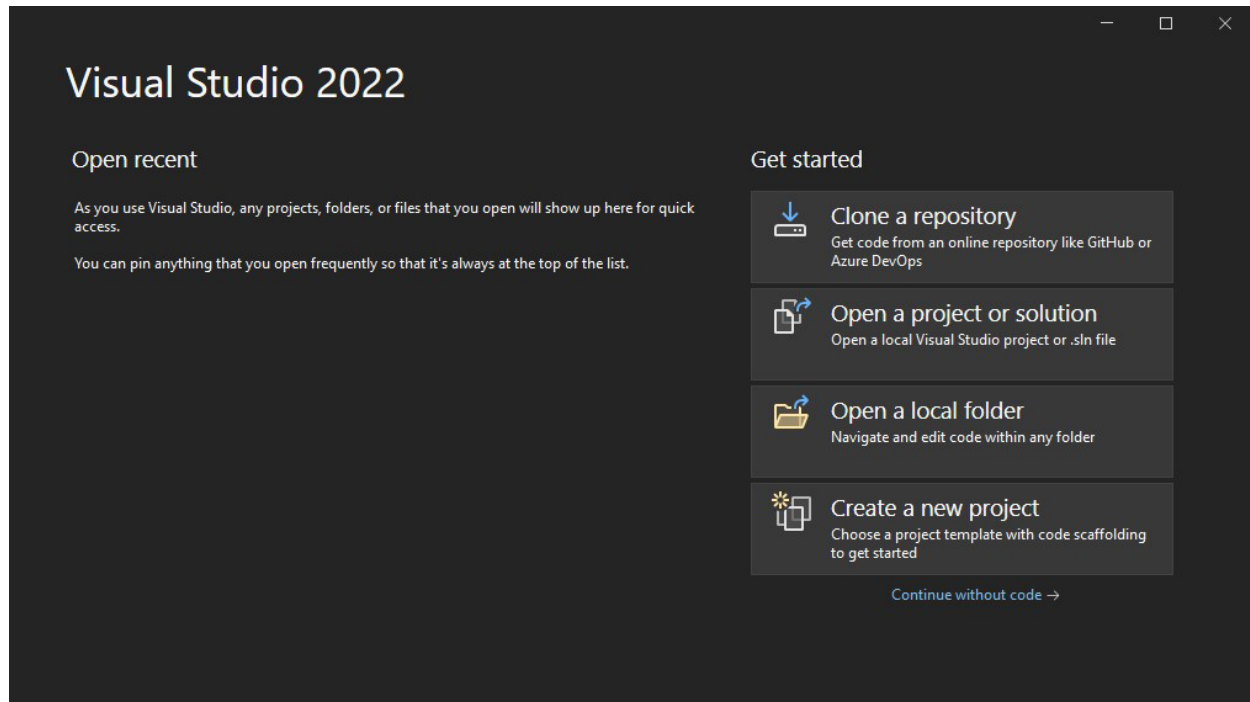 Visual Studio 2022
Open recent
As you use Visual Studio, any projects, folders, or files that you open will show up here for quick
access.
You can pin anything that you open frequently so that it's always at the top of the list.
Get started
Clone a repository
Get code from an online repository like GitHub or
Azure DevOps
Open a project or solution
Open a local Visual Studio project or .sln file
Open a local folder
Navigate and edit code within any folder
Create a new project
Choose a project template with code scaffolding
to get started
Continue without code →